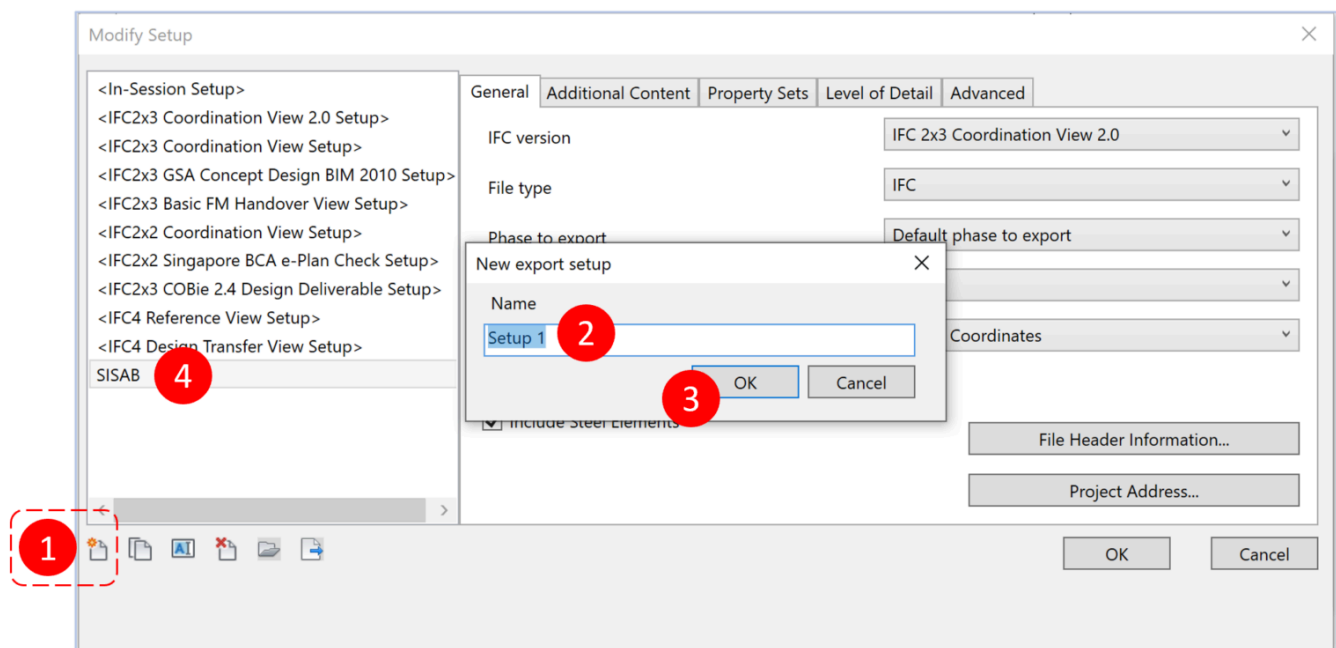 Modify Setup
<In-Session Setup>
<IFC2x3 Coordination View 2.0 Setup>
<IFC2x3 Coordination View Setup>
<IFC2x3 GSA Concept Design BIM 2010 Setup>
<IFC2x3 Basic FM Handover View Setup>
<IFC2x2 Coordination View Setup>
<IFC2x2 Singapore BCA e-Plan Check Setup>
<IFC2x3 COBie 2.4 Design Deliverable Setup>
<IFC4 Reference View Setup>
<IFC4 Design Transfer View Setup>
SISAB
4
General Additional Content Property Sets Level of Detail Advanced
IFC version IFC 2x3 Coordination View 2.0
File type IFC
Phase to export Default phase to export
Coordinates
New export setup
Name
Setup 1 2
3 OK Cancel
Include Steel Elements
File Header Information...
Project Address...
1 AI
OK Cancel